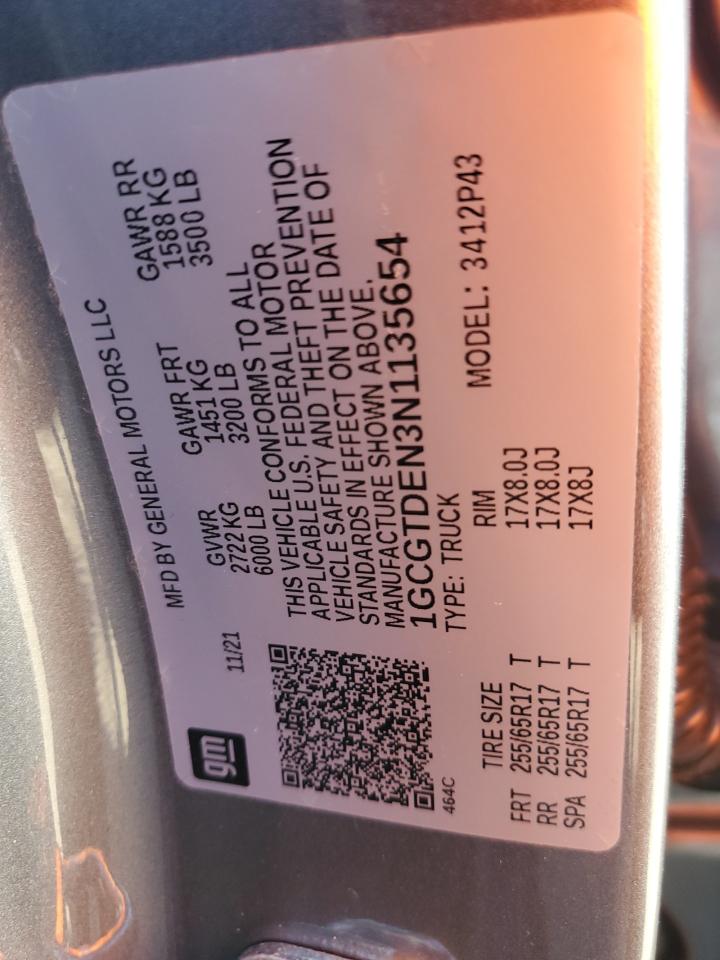 gm
11/21
MFD BY GENERAL MOTORS LLC
GVWR GAWR FRT GAWR RR
2722 KG 1451 KG 1588 KG
6000 LB 3200 LB 3500 LB
THIS VEHICLE CONFORMS TO ALL
APPLICABLE U.S. FEDERAL MOTOR
VEHICLE SAFETY AND THEFT PREVENTION
STANDARDS IN EFFECT ON THE DATE OF
MANUFACTURE SHOWN ABOVE.
1GCGTDEN3N1135654
464C
TYPE: TRUCK MODEL: 3412P43
TIRE SIZE RIM
FRT 255/65R17 T 17X8.0J
RR 255/65R17 T 17X8.0J
SPA 255/65R17 T 17X8J